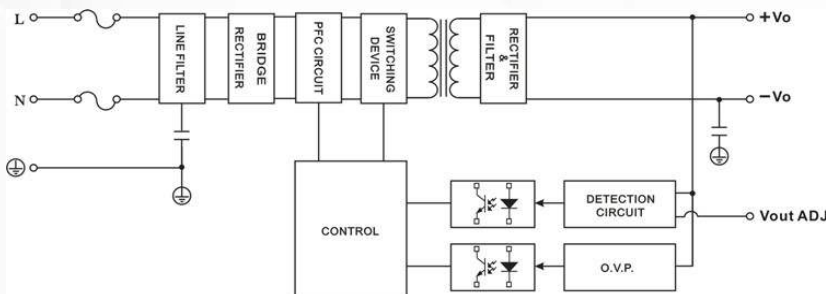 L
N
LINE FILTER
BRIDGE
RECTIFIER
PFC CIRCUIT
SWITCHING
DEVICE
RECTIFIER
&
FILTER
+Vo
−Vo
CONTROL
DETECTION
CIRCUIT
Vout ADJ
O.V.P.